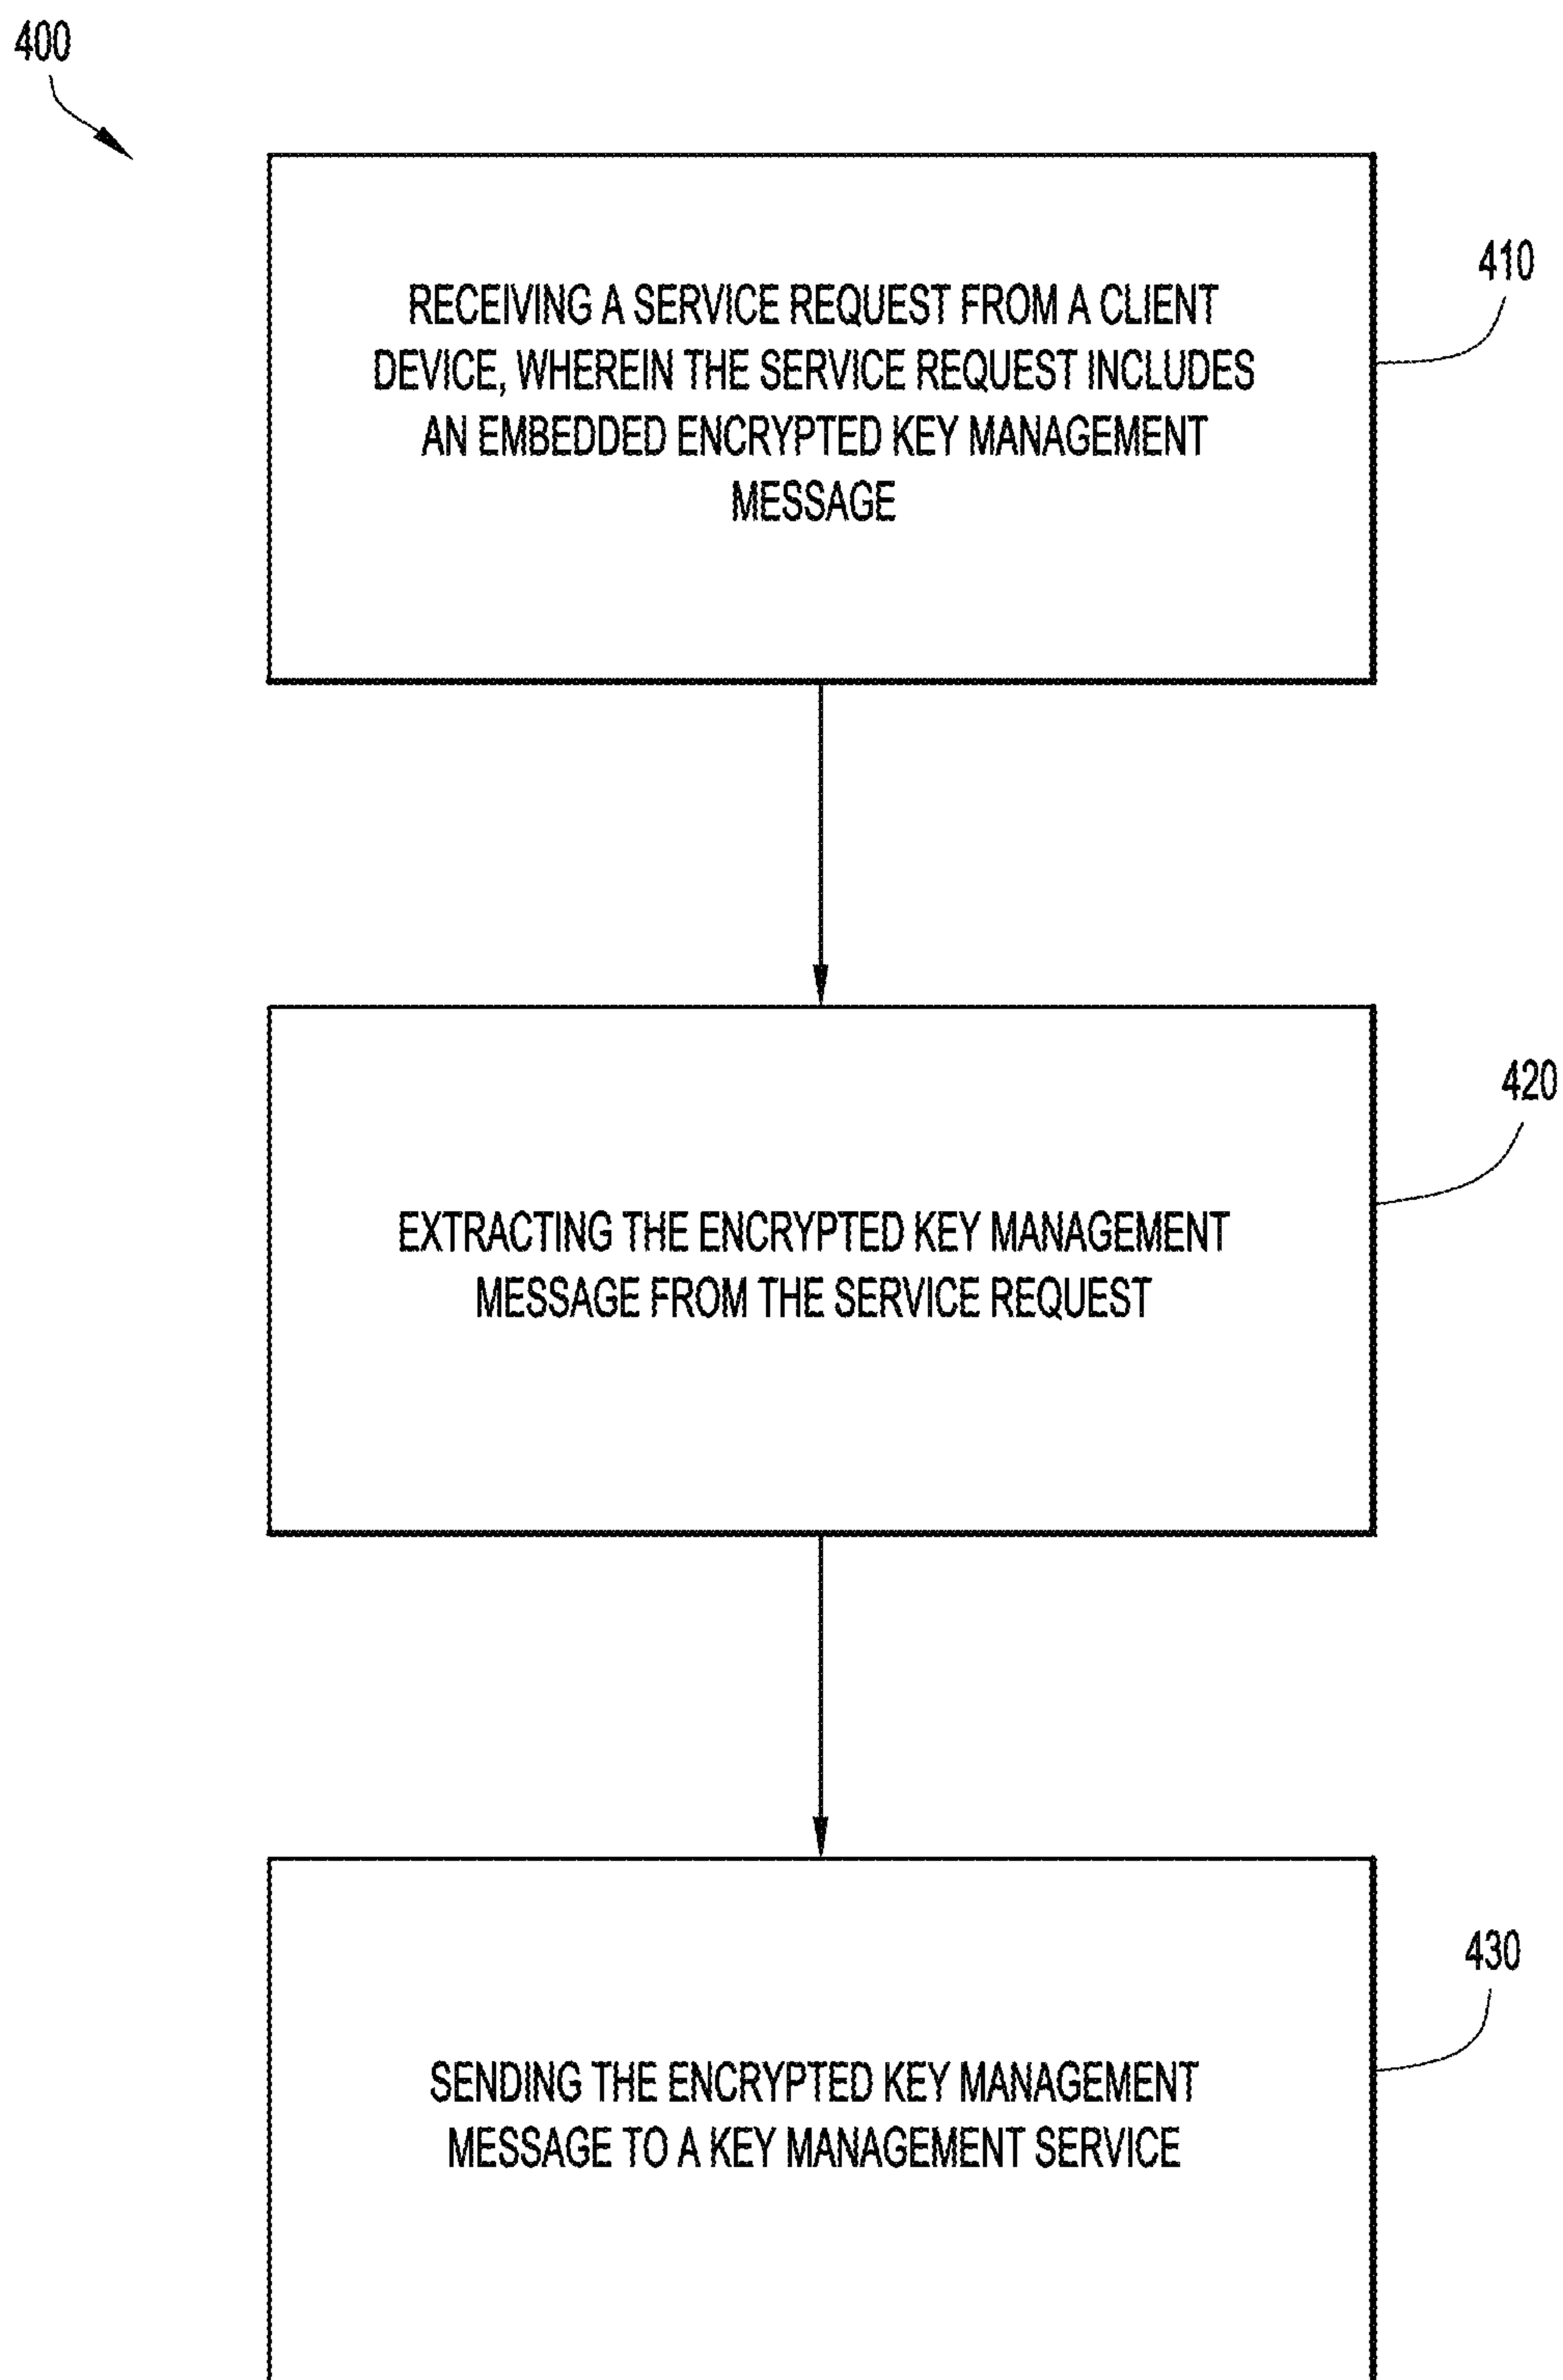 400
410
RECEIVING A SERVICE REQUEST FROM A CLIENT
DEVICE, WHEREIN THE SERVICE REQUEST INCLUDES
AN EMBEDDED ENCRYPTED KEY MANAGEMENT
MESSAGE
420
EXTRACTING THE ENCRYPTED KEY MANAGEMENT
MESSAGE FROM THE SERVICE REQUEST
430
SENDING THE ENCRYPTED KEY MANAGEMENT
MESSAGE TO A KEY MANAGEMENT SERVICE